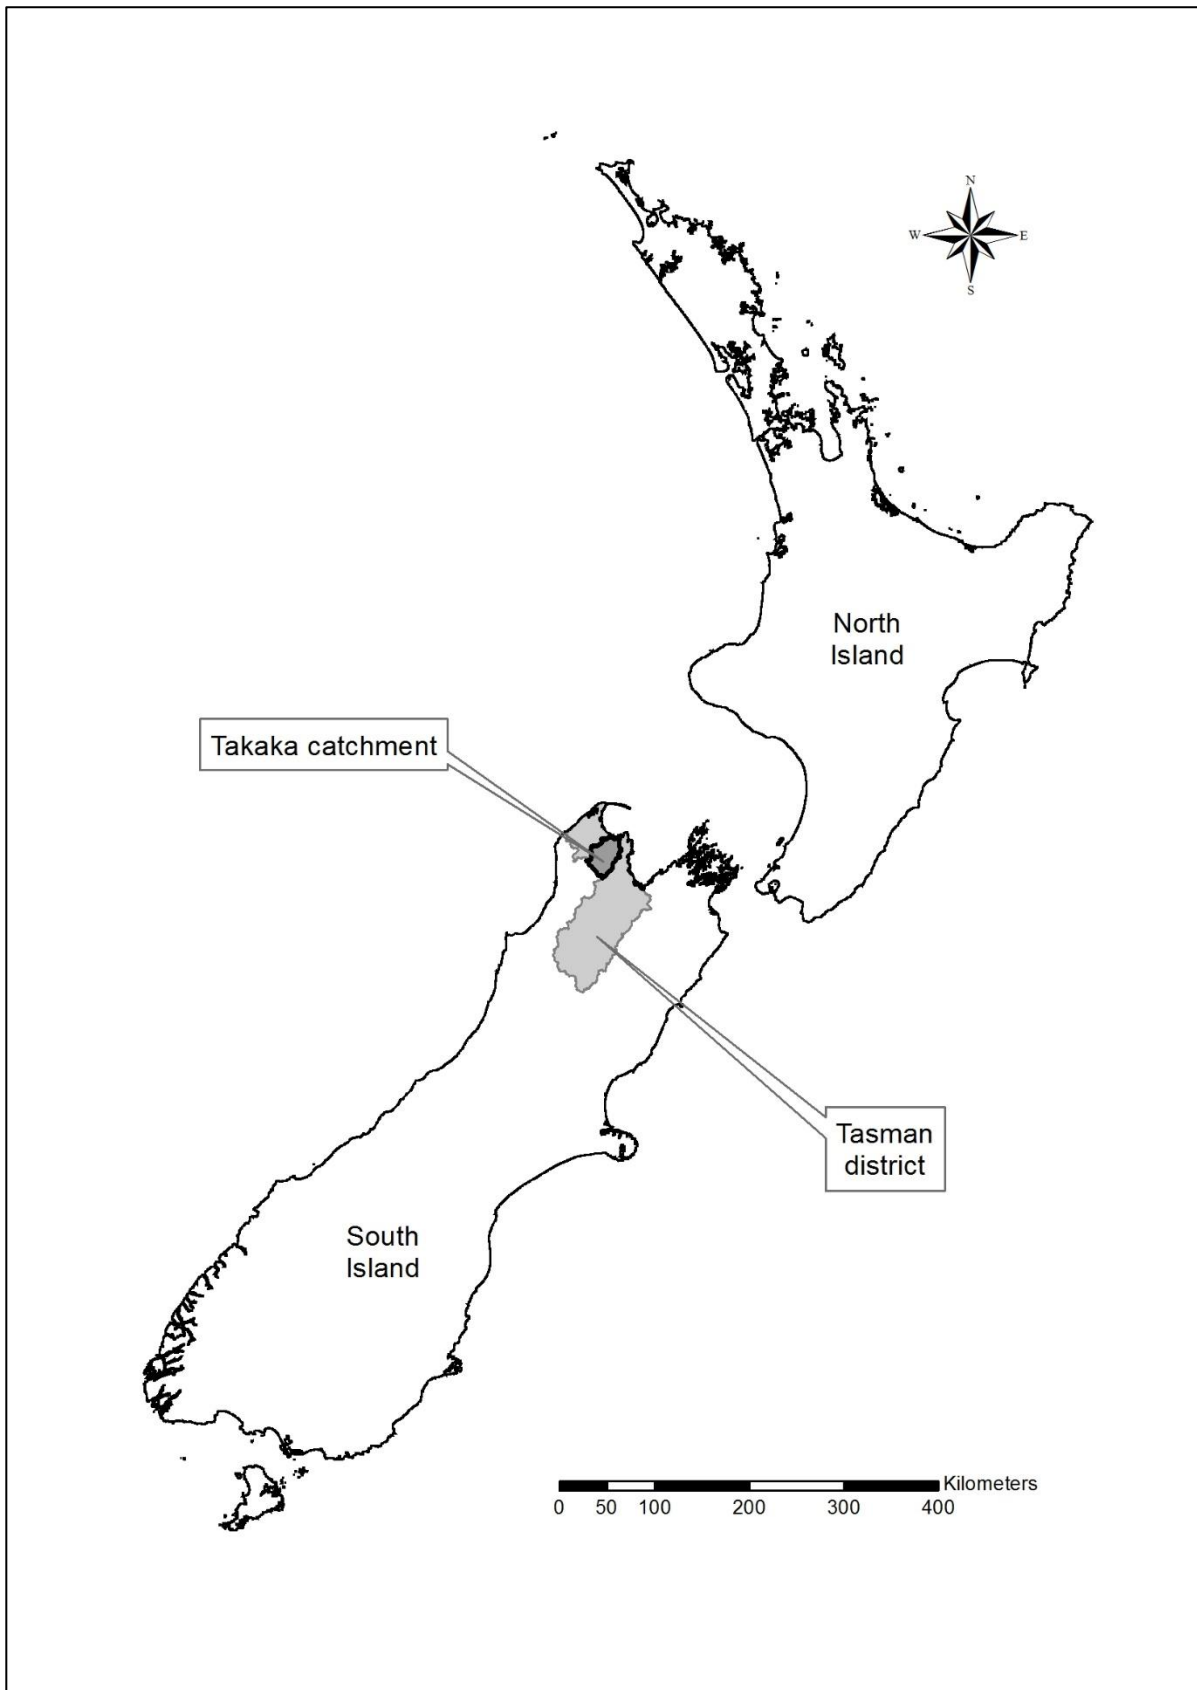 N
W E
S
North
Island
Takaka catchment
Tasman
district
South
Island
Kilometers
0 50 100 200 300 400